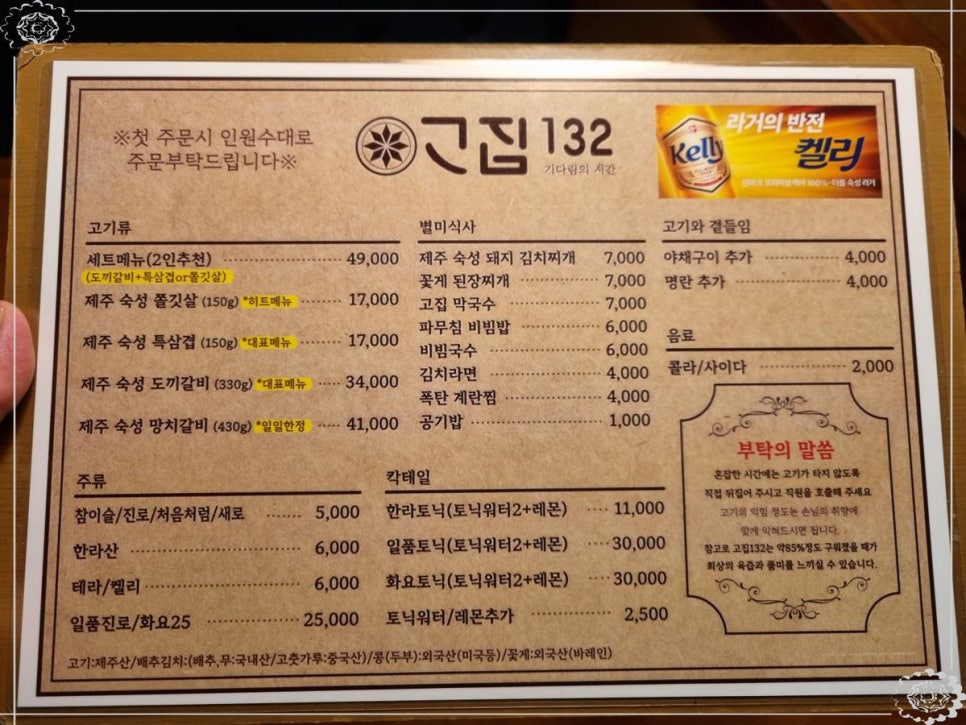 ※첫 주문시 인원수대로
주문부탁드립니다※
고집 132
기다림의 시간
라거의 반전
Kelly
켈리
덴마크 프리미엄맥아 100%-더블 숙성 라거
고기류
세트메뉴(2인추천) 49,000
(도끼갈비+특삼겹or쫄깃살)
제주 숙성 쫄깃살 (150g) *히트메뉴 17,000
제주 숙성 특삼겹 (150g) *대표메뉴 17,000
제주 숙성 도끼갈비 (330g) *대표메뉴 34,000
제주 숙성 망치갈비 (430g) *일일한정 41,000
별미식사
제주 숙성 돼지 김치찌개 7,000
꽃게 된장찌개 7,000
고집 막국수 7,000
파무침 비빔밥 6,000
비빔국수 6,000
김치라면 4,000
폭탄 계란찜 4,000
공기밥 1,000
고기와 곁들임
야채구이 추가 4,000
명란 추가 4,000
음료
콜라/사이다 2,000
주류
참이슬/진로/처음처럼/새로 5,000
한라산 6,000
테라/켈리 6,000
일품진로/화요25 25,000
칵테일
한라토닉(토닉워터2+레몬) 11,000
일품토닉(토닉워터2+레몬) 30,000
화요토닉(토닉워터2+레몬) 30,000
토닉워터/레몬추가 2,500
부탁의 말씀
혼잡한 시간에는 고기가 타지 않도록
직접 뒤집어 주시고 직원을 호출해 주세요
고기의 익힘 정도는 손님의 취향에
맞게 익혀드시면 됩니다.
참고로 고집132는 약85%정도 구워졌을 때가
최상의 육즙과 풍미를 느끼실 수 있습니다.
고기:제주산/배추김치:(배추,무:국내산/고춧가루:중국산)/콩(두부):외국산(미국등)/꽃게:외국산(바레인)